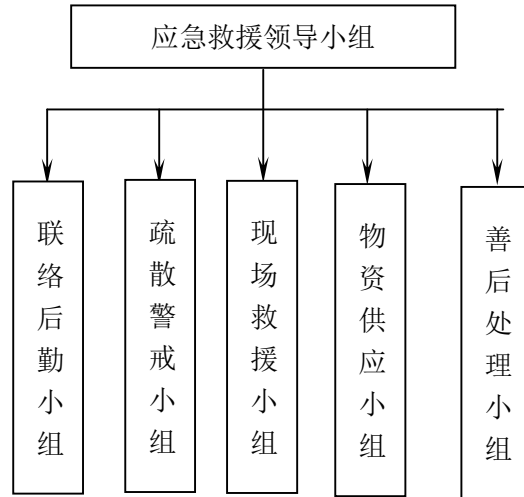 应急救援领导小组
联络后勤小组
疏散警戒小组
现场救援小组
物资供应小组
善后处理小组